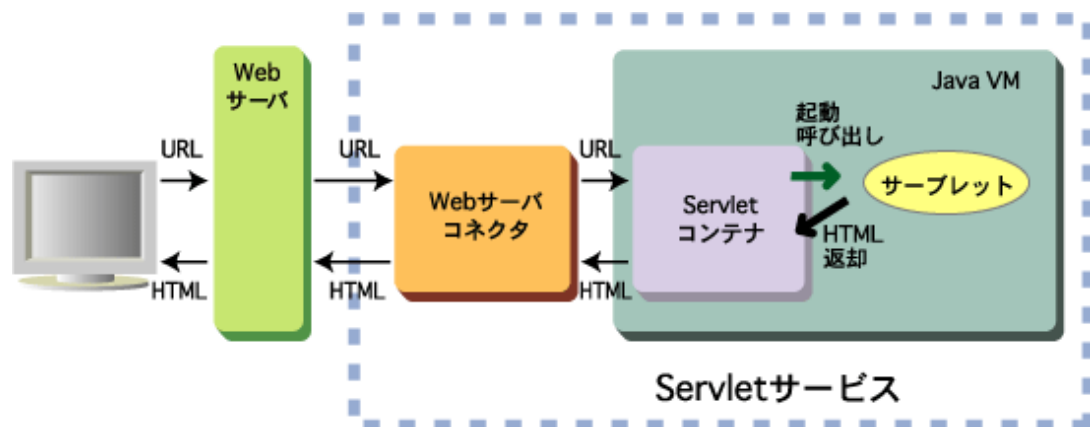 Web
サーバ
Java VM
起動
呼び出し
URL
URL
URL
Webサーバ
コネクタ
Servlet
コンテナ
サーブレット
HTML
返却
HTML
HTML
HTML
Servletサービス